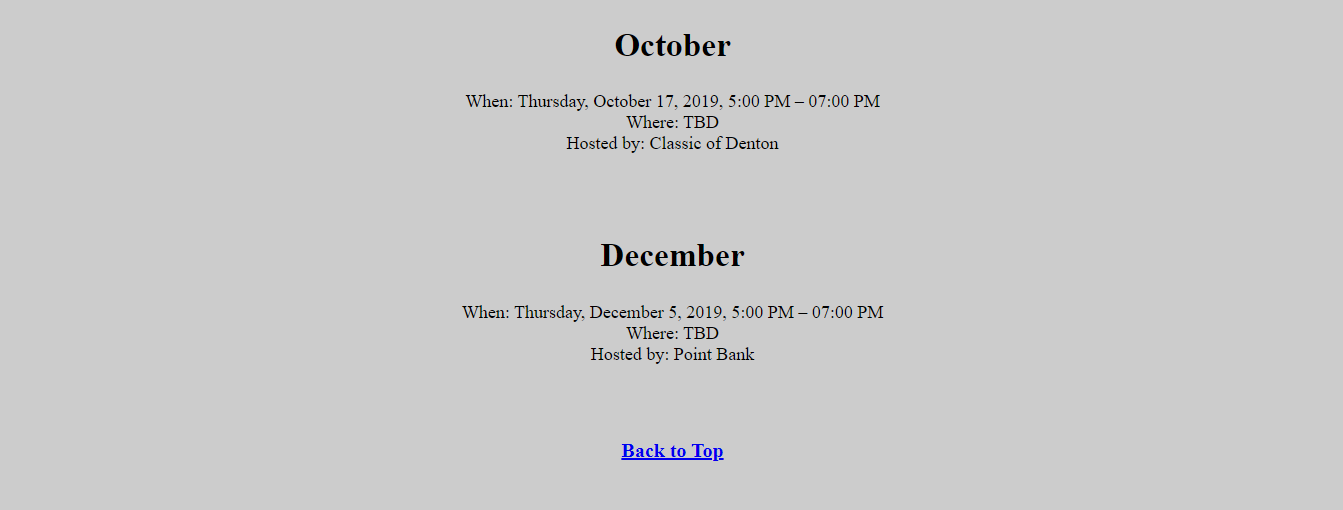 October
When: Thursday, October 17, 2019, 5:00 PM – 07:00 PM
Where: TBD
Hosted by: Classic of Denton
December
When: Thursday, December 5, 2019, 5:00 PM – 07:00 PM
Where: TBD
Hosted by: Point Bank
Back to Top